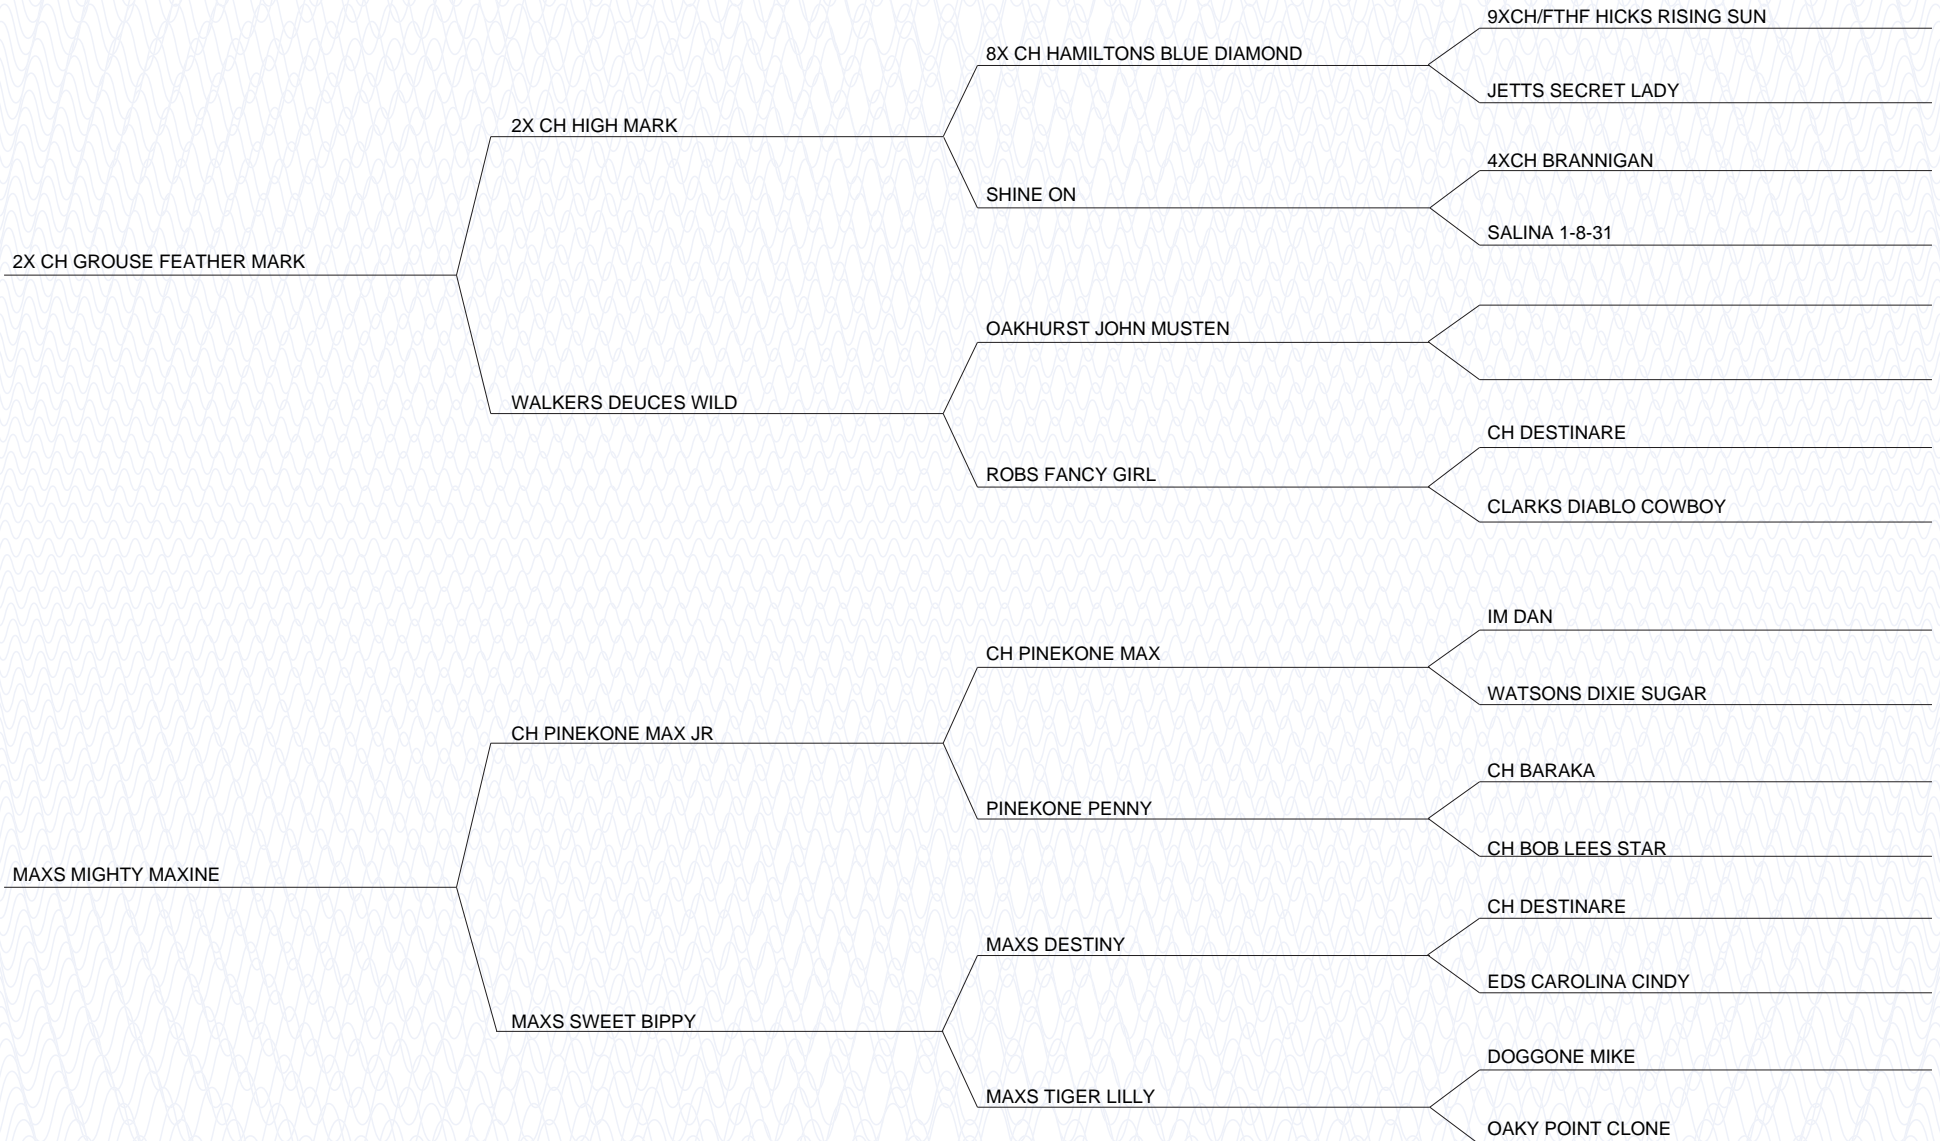 9XCH/FTHF HICKS RISING SUN
8X CH HAMILTONS BLUE DIAMOND
JETTS SECRET LADY
2X CH HIGH MARK
4XCH BRANNIGAN
SHINE ON
SALINA 1-8-31
2X CH GROUSE FEATHER MARK
OAKHURST JOHN MUSTEN
WALKERS DEUCES WILD
CH DESTINARE
ROBS FANCY GIRL
CLARKS DIABLO COWBOY
IM DAN
CH PINEKONE MAX
WATSONS DIXIE SUGAR
CH PINEKONE MAX JR
CH BARAKA
PINEKONE PENNY
CH BOB LEES STAR
MAXS MIGHTY MAXINE
CH DESTINARE
MAXS DESTINY
EDS CAROLINA CINDY
MAXS SWEET BIPPY
DOGGONE MIKE
MAXS TIGER LILLY
OAKY POINT CLONE